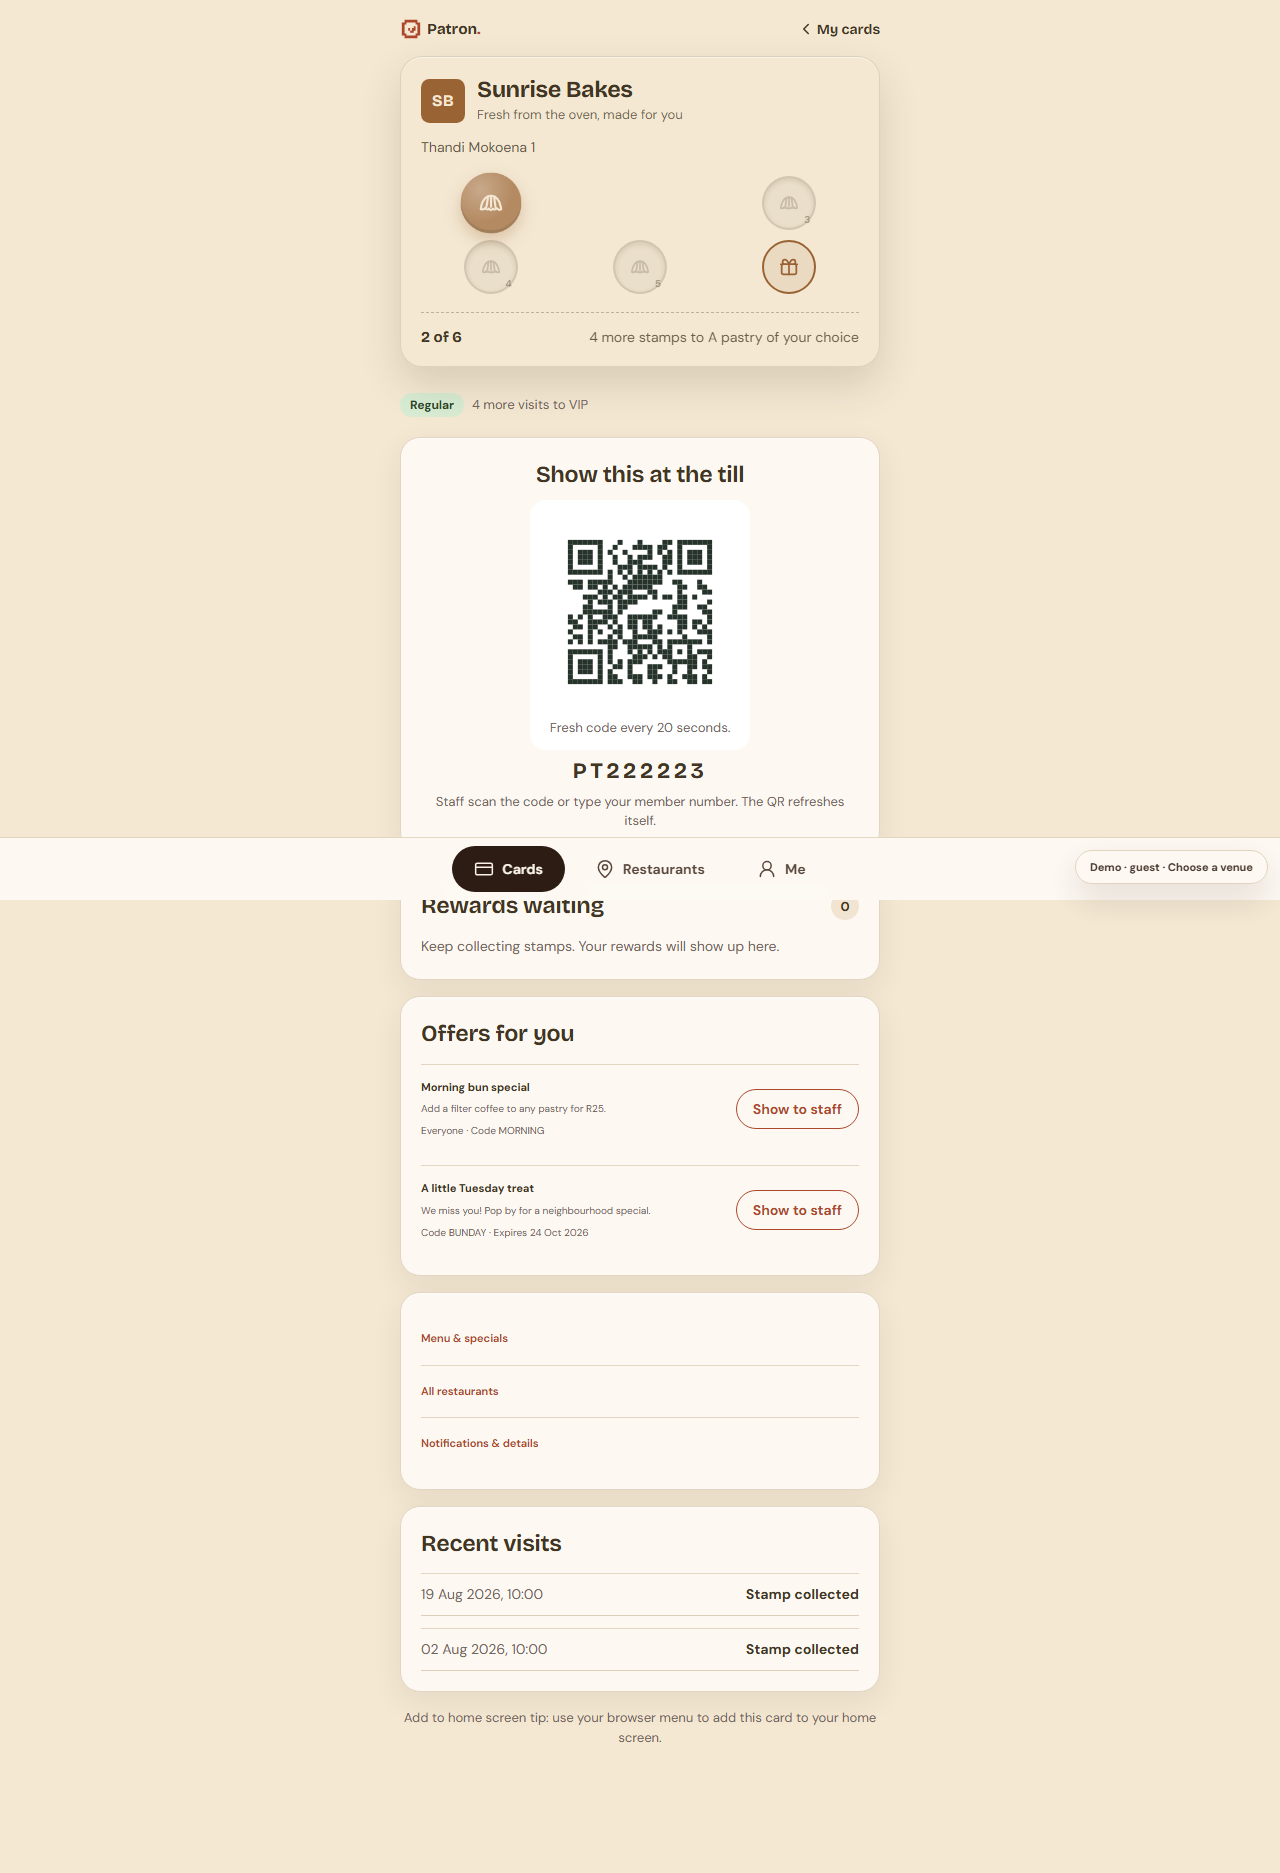 Patron.
My cards
SB
Sunrise Bakes
Fresh from the oven, made for you
Thandi Mokoena 1
3
4
5
2 of 6
4 more stamps to A pastry of your choice
Regular
4 more visits to VIP
Show this at the till
Fresh code every 20 seconds.
PT222223
Staff scan the code or type your member number. The QR refreshes
itself.
Cards
Restaurants
Me
Demo · guest · Choose a venue
Rewards waiting
0
Keep collecting stamps. Your rewards will show up here.
Offers for you
Morning bun special
Add a filter coffee to any pastry for R25.
Everyone · Code MORNING
Show to staff
A little Tuesday treat
We miss you! Pop by for a neighbourhood special.
Code BUNDAY · Expires 24 Oct 2026
Show to staff
Menu & specials
All restaurants
Notifications & details
Recent visits
19 Aug 2026, 10:00
Stamp collected
02 Aug 2026, 10:00
Stamp collected
Add to home screen tip: use your browser menu to add this card to your home
screen.